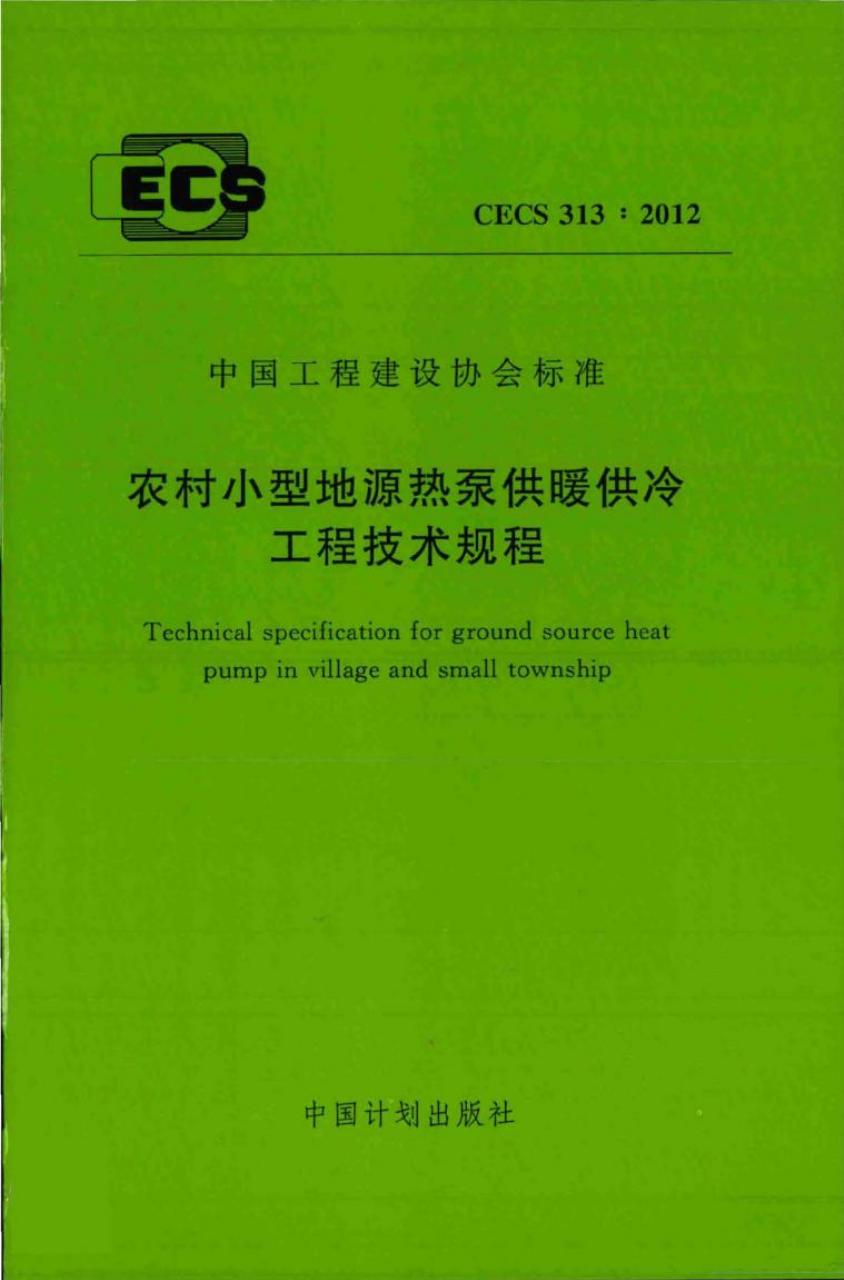 ECS
CECS 313：2012
中国工程建设协会标准
农村小型地源热泵供暖供冷
工程技术规程
Technical specification for ground source heat
pump in village and small township
中国计划出版社